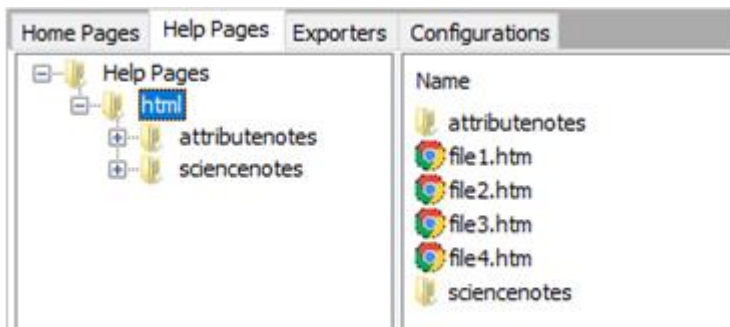 Home Pages Help Pages Exporters Configurations
Help Pages
html
attributenotes
sciencenotes
Name
attributenotes
file1.htm
file2.htm
file3.htm
file4.htm
sciencenotes